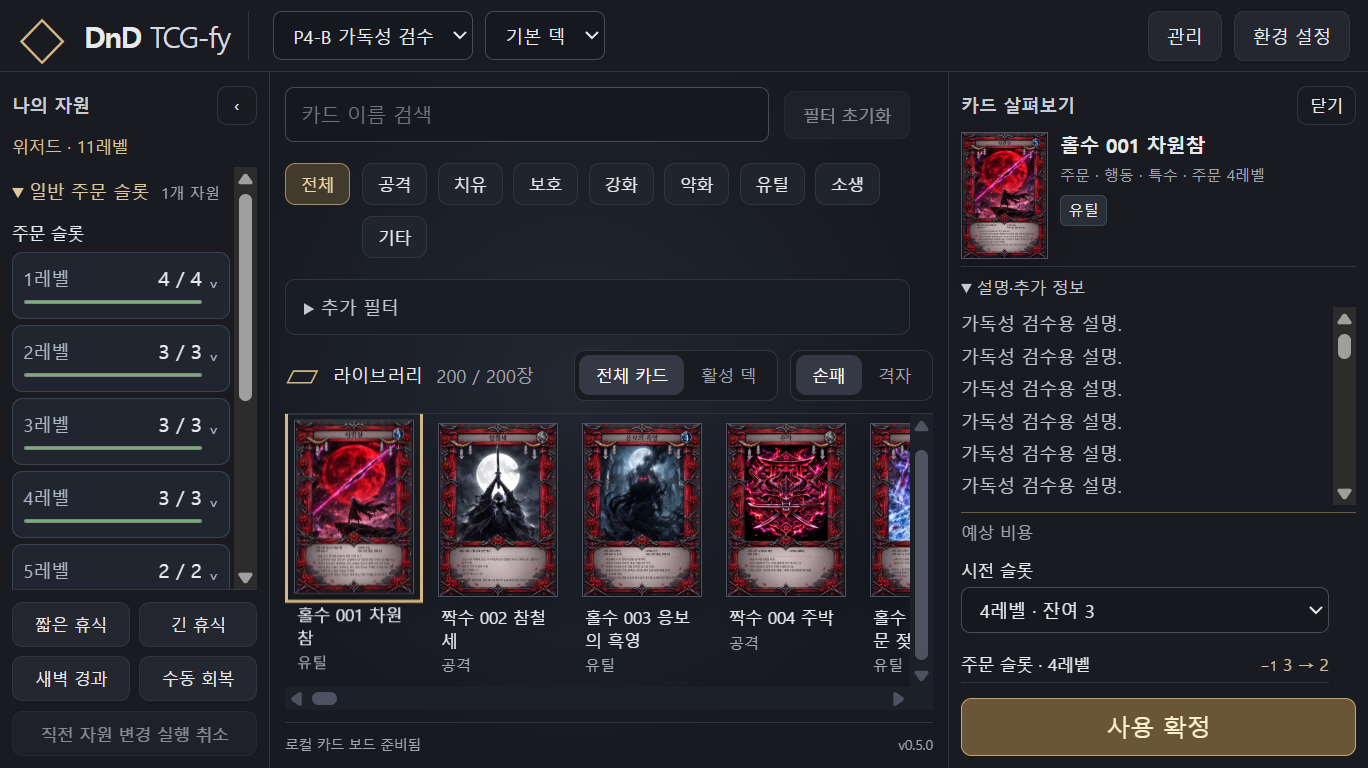 DnD TCG-fy
P4-B 가독성 검수
기본 덱
관리
환경 설정
나의 자원
‹
위저드 · 11레벨
▼ 일반 주문 슬롯 1개 자원
주문 슬롯
1레벨 4 / 4 v
2레벨 3 / 3 v
3레벨 3 / 3 v
4레벨 3 / 3 v
5레벨 2 / 2 v
짧은 휴식
긴 휴식
새벽 경과
수동 회복
직전 자원 변경 실행 취소
카드 이름 검색
필터 초기화
전체
공격
치유
보호
강화
약화
유틸
소생
기타
▶ 추가 필터
라이브러리 200 / 200장
전체 카드
활성 덱
손패
격자
홀수 001 차원
참
유틸
짝수 002 참철
세
공격
홀수 003 응보
의 흑영
유틸
짝수 004 주박
공격
홀수
문 젖
유틸
로컬 카드 보드 준비됨
v0.5.0
카드 살펴보기
닫기
홀수 001 차원참
주문 · 행동 · 특수 · 주문 4레벨
유틸
▼ 설명·추가 정보
가독성 검수용 설명.
가독성 검수용 설명.
가독성 검수용 설명.
가독성 검수용 설명.
가독성 검수용 설명.
가독성 검수용 설명.
예상 비용
시전 슬롯
4레벨 · 잔여 3
주문 슬롯 · 4레벨 −1 3 → 2
사용 확정